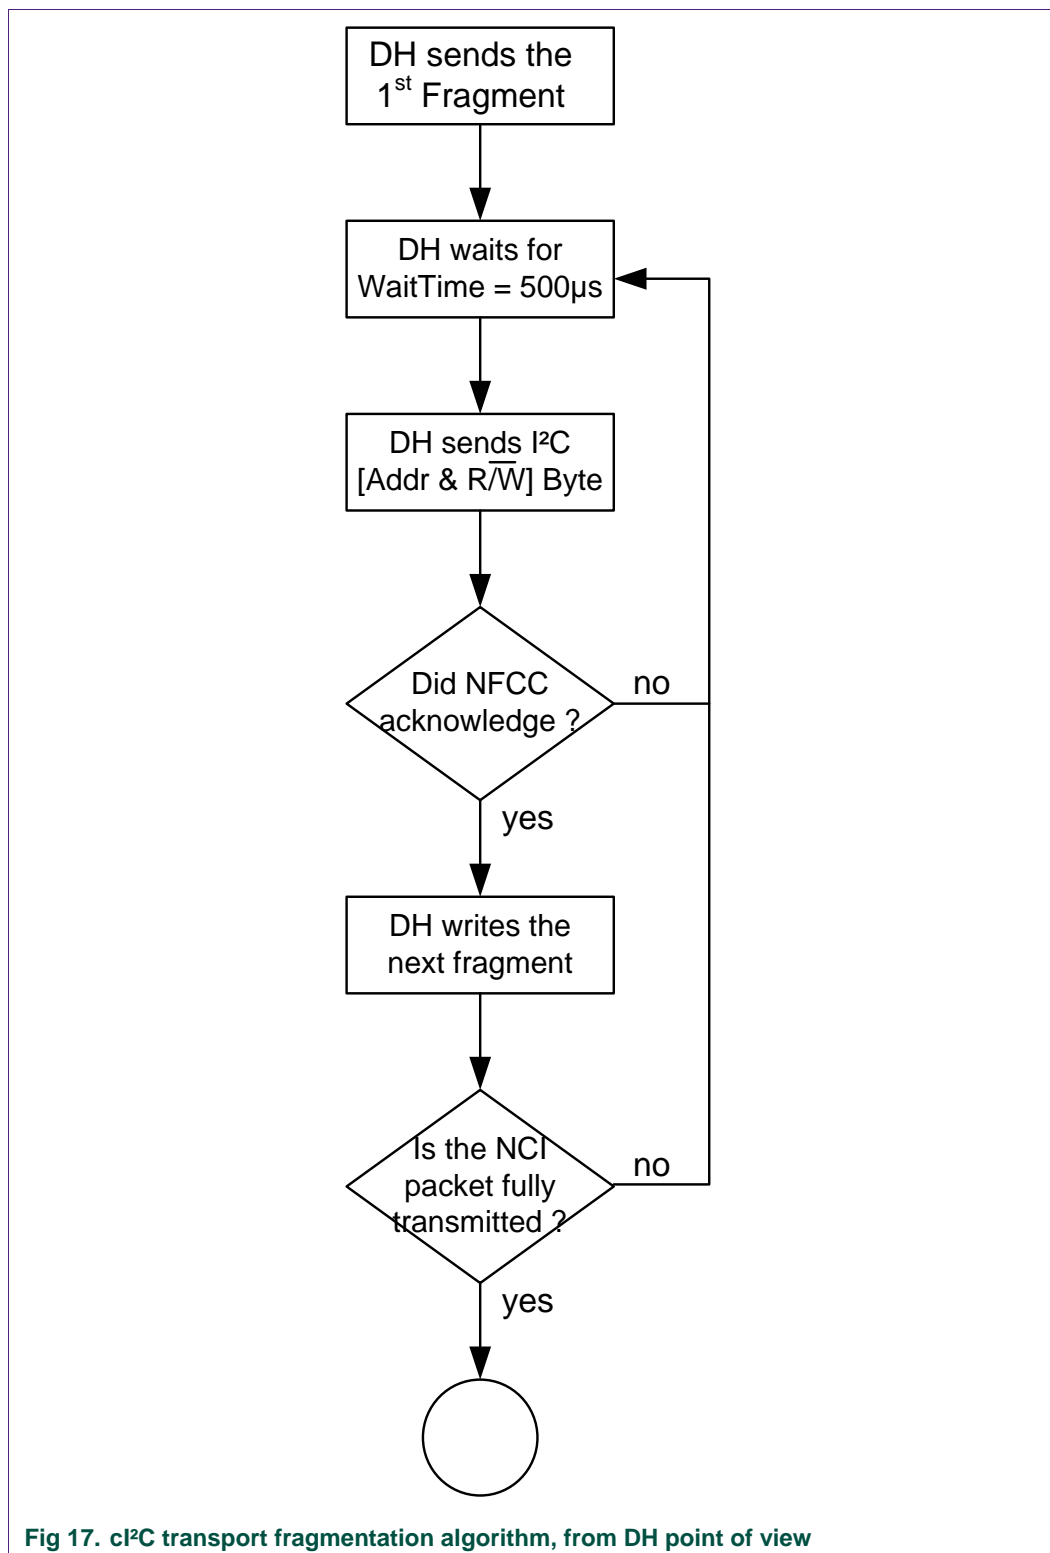 DH sends the
1st Fragment
DH waits for
WaitTime = 500µs
DH sends I²C
[Addr & R/W̅] Byte
Did NFCC
acknowledge ?
no
yes
DH writes the
next fragment
Is the NCI
packet fully
transmitted ?
no
yes
Fig 17. cI²C transport fragmentation algorithm, from DH point of view